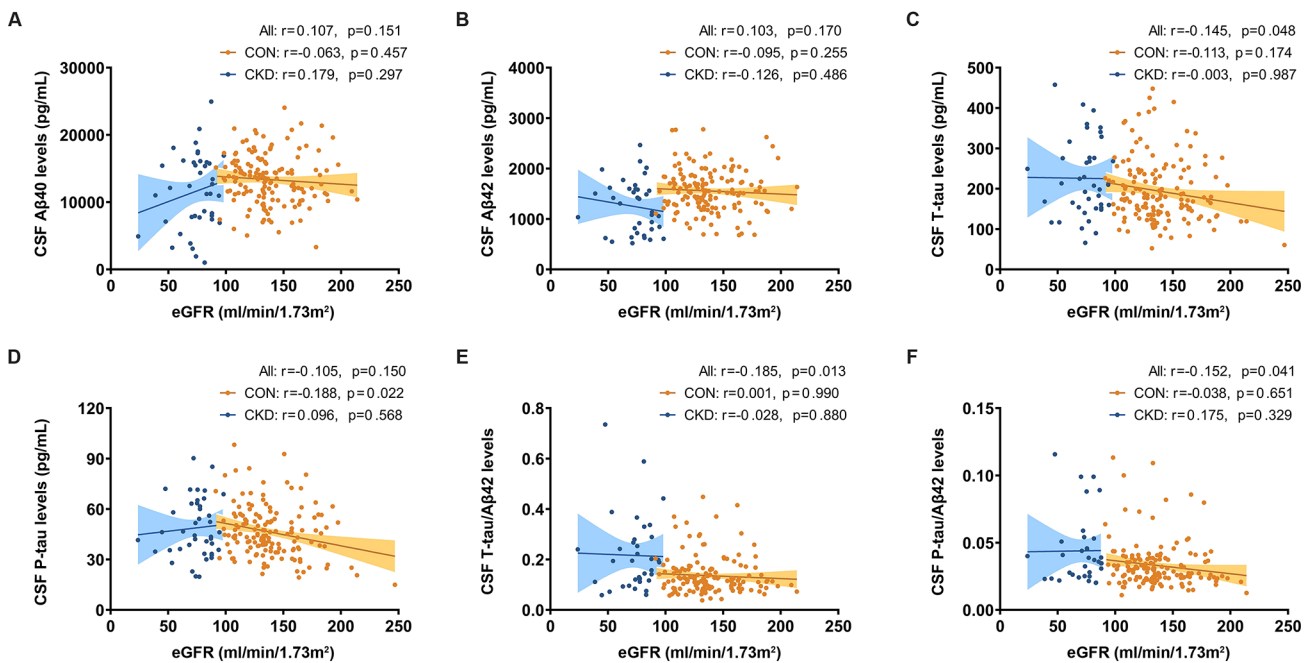 A
All: r=0.107, p=0.151
CON: r=-0.063, p=0.457
CKD: r=0.179, p=0.297
30000
20000
10000
0
CSF Aβ40 levels (pg/mL)
0 50 100 150 200 250
eGFR (ml/min/1.73m²)
B
All: r=0.103, p=0.170
CON: r=-0.095, p=0.255
CKD: r=-0.126, p=0.486
4000
3000
2000
1000
0
CSF Aβ42 levels (pg/mL)
0 50 100 150 200 250
eGFR (ml/min/1.73m²)
C
All: r=-0.145, p=0.048
CON: r=-0.113, p=0.174
CKD: r=-0.003, p=0.987
500
400
300
200
100
0
CSF T-tau levels (pg/mL)
0 50 100 150 200 250
eGFR (ml/min/1.73m²)
D
All: r=-0.105, p=0.150
CON: r=-0.188, p=0.022
CKD: r=0.096, p=0.568
120
90
60
30
0
CSF P-tau levels (pg/mL)
0 50 100 150 200 250
eGFR (ml/min/1.73m²)
E
All: r=-0.185, p=0.013
CON: r=0.001, p=0.990
CKD: r=-0.028, p=0.880
0.8
0.6
0.4
0.2
0.0
CSF T-tau/Aβ42 levels
0 50 100 150 200 250
eGFR (ml/min/1.73m²)
F
All: r=-0.152, p=0.041
CON: r=-0.038, p=0.651
CKD: r=0.175, p=0.329
0.15
0.10
0.05
0.00
CSF P-tau/Aβ42 levels
0 50 100 150 200 250
eGFR (ml/min/1.73m²)